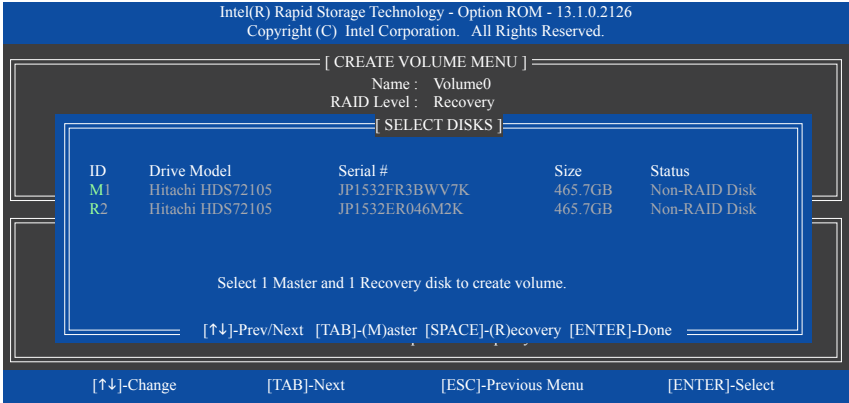 Intel(R) Rapid Storage Technology - Option ROM - 13.1.0.2126
Copyright (C) Intel Corporation. All Rights Reserved.
[ CREATE VOLUME MENU ]
Name : Volume0
RAID Level : Recovery
[ SELECT DISKS ]
ID Drive Model Serial # Size Status
M1 Hitachi HDS72105 JP1532FR3BWV7K 465.7GB Non-RAID Disk
R2 Hitachi HDS72105 JP1532ER046M2K 465.7GB Non-RAID Disk
Select 1 Master and 1 Recovery disk to create volume.
[↑↓]-Prev/Next [TAB]-(M)aster [SPACE]-(R)ecovery [ENTER]-Done
[↑↓]-Change [TAB]-Next [ESC]-Previous Menu [ENTER]-Select